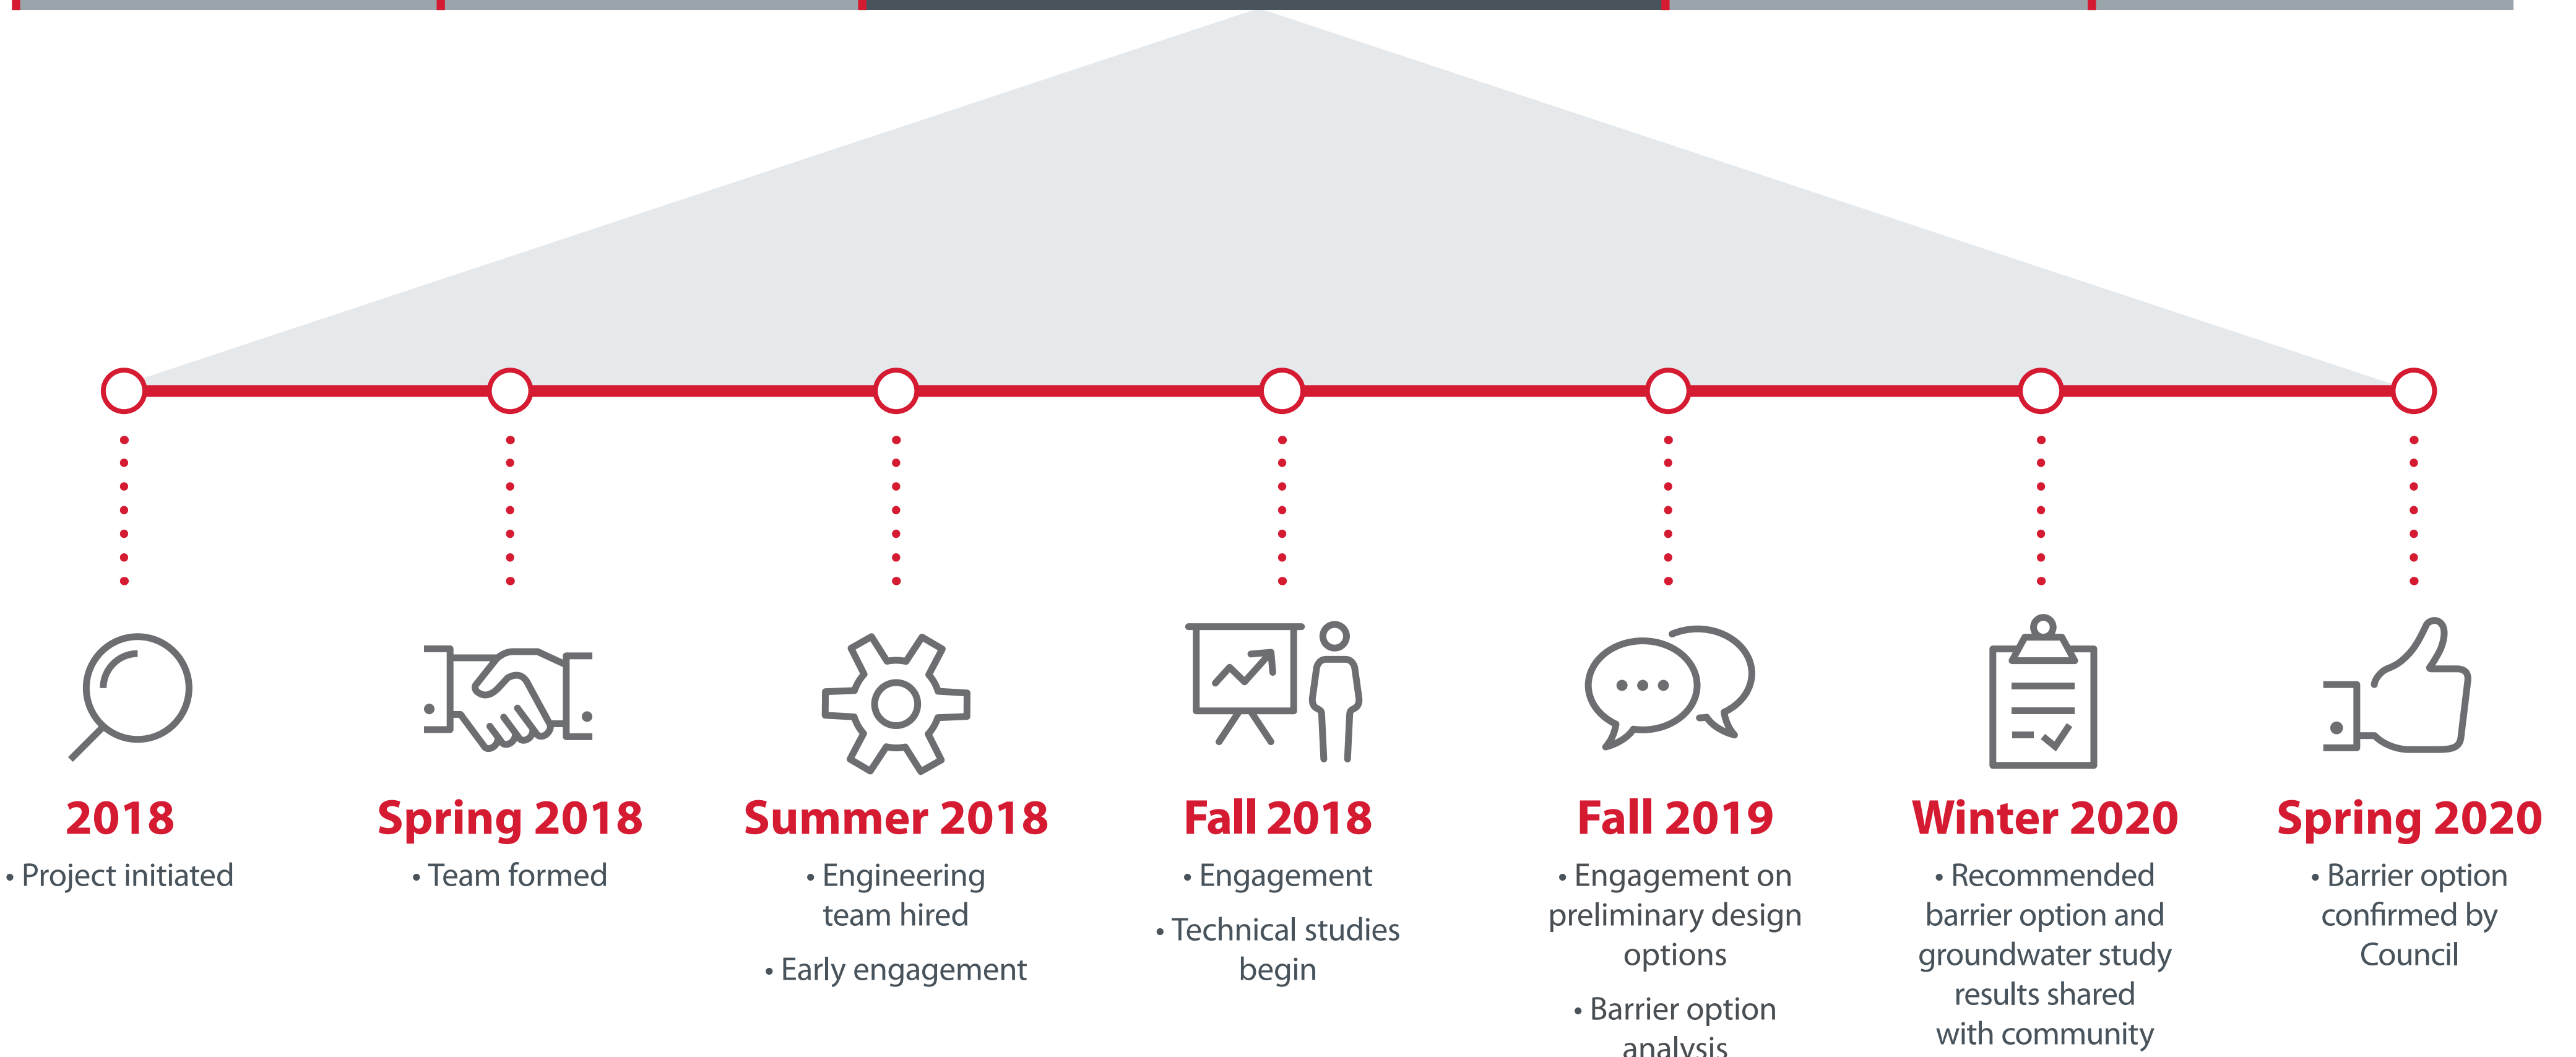 2018
• Project initiated
Spring 2018
• Team formed
Summer 2018
• Engineering
team hired
• Early engagement
Fall 2018
• Engagement
• Technical studies
begin
Fall 2019
• Engagement on
preliminary design
options
• Barrier option
analysis
Winter 2020
• Recommended
barrier option and
groundwater study
results shared
with community
Spring 2020
• Barrier option
confirmed by
Council